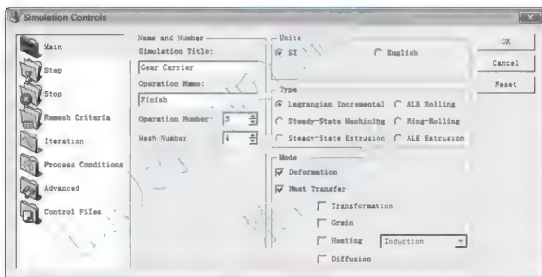 Simulation Controls
Main
Step
Stop
Remesh Criteria
Iteration
Process Conditions
Advanced
Control Files
Name and Number
Simulation Title:
Gear Carrier
Operation Name:
Finish
Operation Number:
Mesh Number
Units
SI
English
Type
Lagrangian Incremental
ALE Rolling
Steady-State Machining
Ring-Rolling
Steady-State Extrusion
ALE Extrusion
Mode
Deformation
Heat Transfer
Transformation
Grain
Heating
Induction
Diffusion
OK
Cancel
Reset